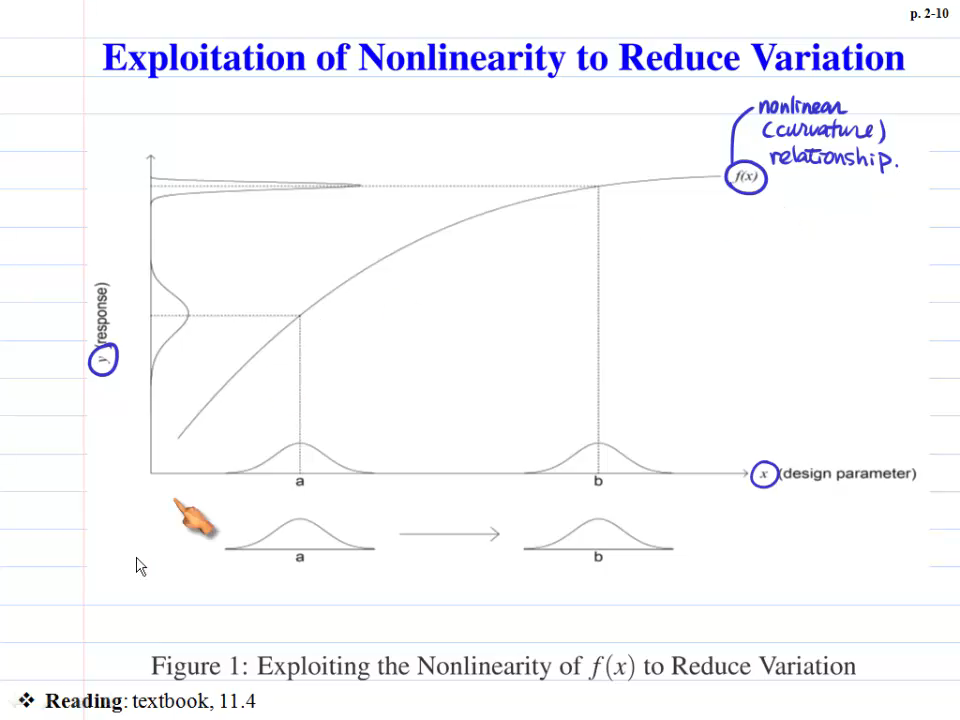 p. 2-10
Exploitation of Nonlinearity to Reduce Variation
nonlinear
(curvature)
relationship.
f(x)
y (response)
a
b
x (design parameter)
a
b
Figure 1: Exploiting the Nonlinearity of f(x) to Reduce Variation
❖ Reading: textbook, 11.4